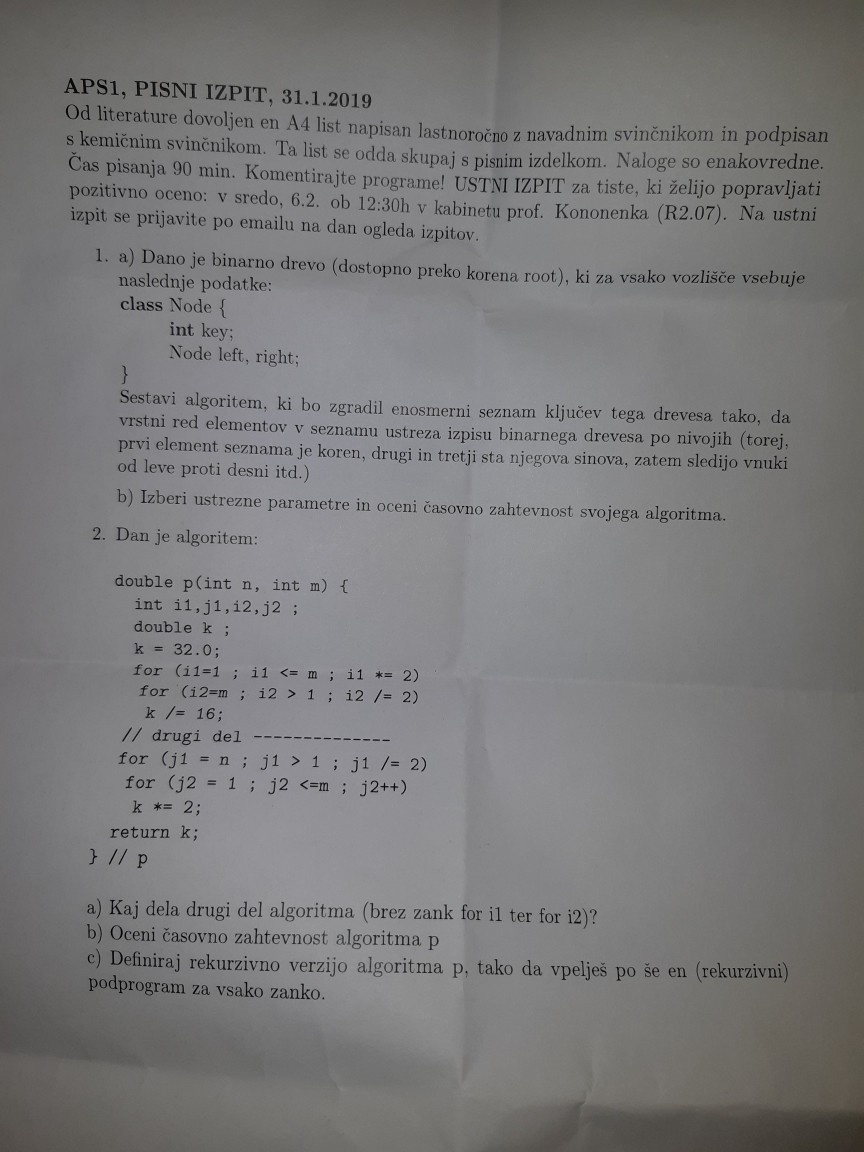 APS1, PISNI IZPIT, 31.1.2019
Od literature dovoljen en A4 list napisan lastnoročno z navadnim svinčnikom in podpisan
s kemičnim svinčnikom. Ta list se odda skupaj s pisnim izdelkom. Naloge so enakovredne.
Čas pisanja 90 min. Komentirajte programe! USTNI IZPIT za tiste, ki želijo popravljati
pozitivno oceno: v sredo, 6.2. ob 12:30h v kabinetu prof. Kononenka (R2.07). Na ustni
izpit se prijavite po emailu na dan ogleda izpitov.
1. a) Dano je binarno drevo (dostopno preko korena root), ki za vsako vozlišče vsebuje
naslednje podatke:
class Node {
int key;
Node left, right;
}
Sestavi algoritem, ki bo zgradil enosmerni seznam ključev tega drevesa tako, da
vrstni red elementov v seznamu ustreza izpisu binarnega drevesa po nivojih (torej,
prvi element seznama je koren, drugi in tretji sta njegova sinova, zatem sledijo vnuki
od leve proti desni itd.)
b) Izberi ustrezne parametre in oceni časovno zahtevnost svojega algoritma.
2. Dan je algoritem:
double p(int n, int m) {
int i1,j1,i2,j2 ;
double k ;
k = 32.0;
for (i1=1 ; i1 <= m ; i1 *= 2)
for (i2=m ; i2 > 1 ; i2 /= 2)
k /= 16;
// drugi del --------------
for (j1 = n ; j1 > 1 ; j1 /= 2)
for (j2 = 1 ; j2 <=m ; j2++)
k *= 2;
return k;
} // p
a) Kaj dela drugi del algoritma (brez zank for i1 ter for i2)?
b) Oceni časovno zahtevnost algoritma p
c) Definiraj rekurzivno verzijo algoritma p, tako da vpelješ po še en (rekurzivni)
podprogram za vsako zanko.